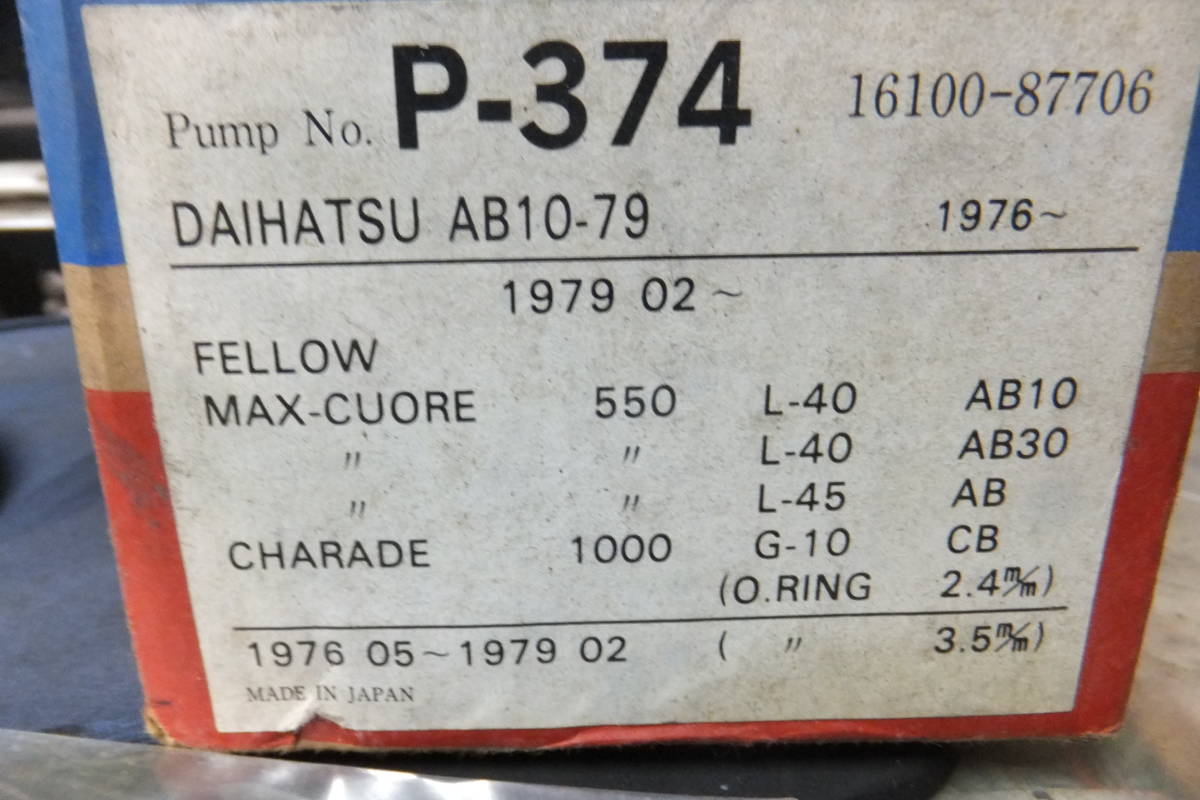 Pump No. P-374 16100-87706
DAIHATSU AB10-79 1976~
1979 02~
FELLOW
MAX-CUORE 550 L-40 AB10
〃 〃 L-40 AB30
〃 〃 L-45 AB
CHARADE 1000 G-10 CB
(O.RING 2.4㎜)
1976 05~1979 02 ( 〃 3.5㎜)
MADE IN JAPAN